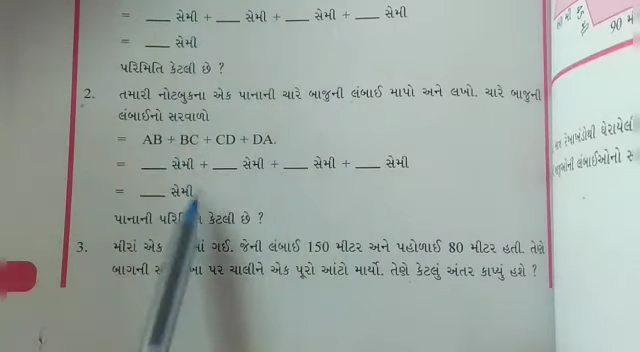 = ___ સેમી + ___ સેમી + ___ સેમી + ___ સેમી
= ___ સેમી
પરિમિતિ કેટલી છે ?
2. તમારી નોટબુકના એક પાનાની ચારે બાજુની લંબાઈ માપો અને લખો. ચારે બાજુની
લંબાઈનો સરવાળો
= AB + BC + CD + DA.
= ___ સેમી + ___ સેમી + ___ સેમી + ___ સેમી
= ___ સેમી
પાનાની કેટલી છે ?
3. મીરાં એક ગઈ. જેની લંબાઈ 150 મીટર અને પહોળાઈ 80 મીટર હતી. તેણે
બાગની પર ચાલીને એક પૂરો આંટો માર્યો. તેણે કેટલું અંતર કાપ્યું હશે ?
90 મી
રેખાખંડોથી ઘેરાયેલી
લંબાઈઓનો સ